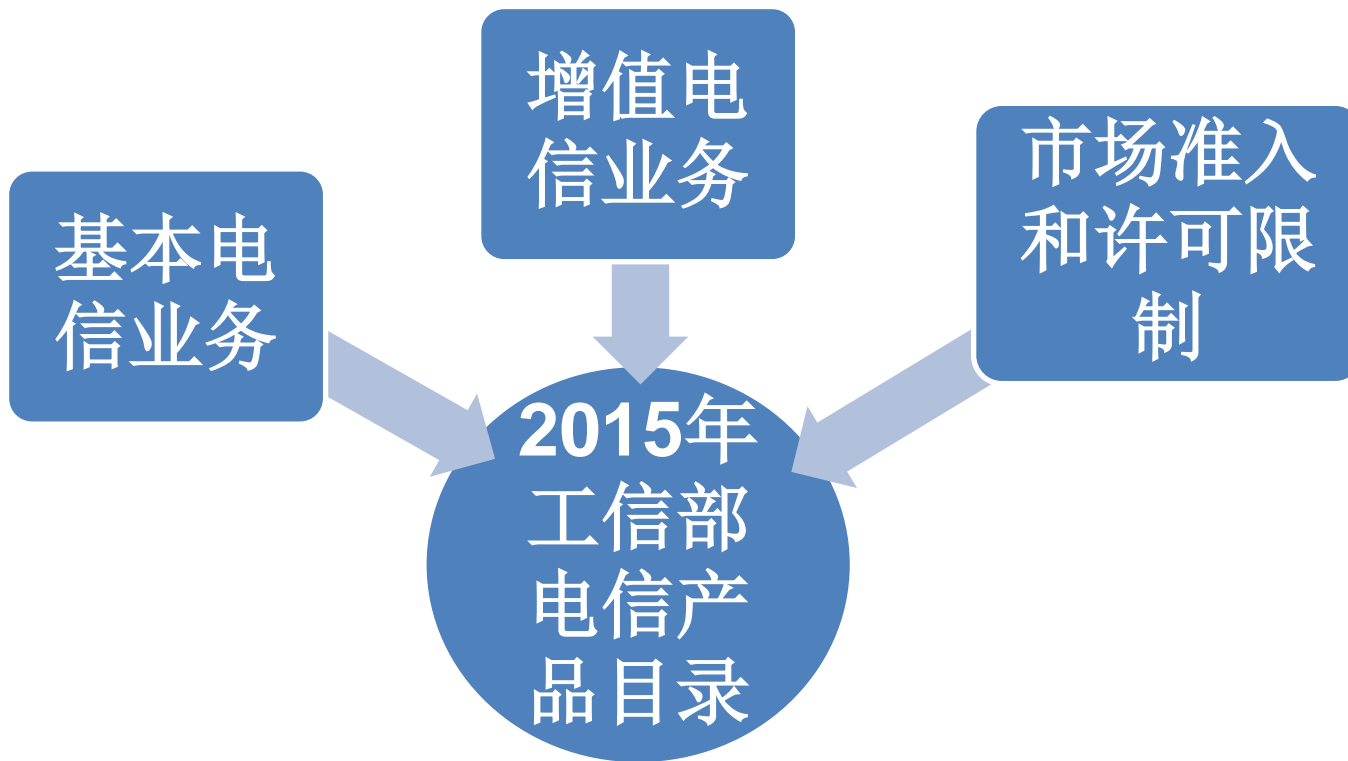 增值电
信业务
市场准入
和许可限
制
基本电
信业务
2015年
工信部
电信产
品目录